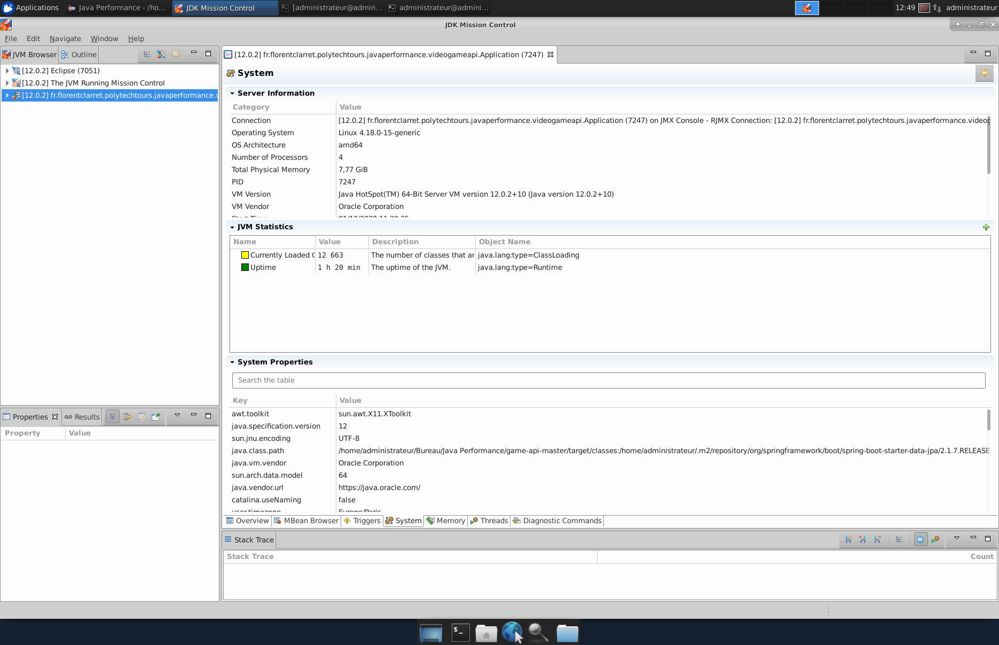 Applications
Java Performance - /ho...
JDK Mission Control
[administrateur@admin...
administrateur@admini...
12:49
administrateur
JDK Mission Control
File Edit Navigate Window Help
JVM Browser
Outline
[12.0.2] Eclipse (7051)
[12.0.2] The JVM Running Mission Control
[12.0.2] fr.florentclarret.polytechtours.javaperformance.v
Properties
Results
Property Value
[12.0.2] fr.florentclarret.polytechtours.javaperformance.videogameapi.Application (7247)
System
Server Information
Category Value
Connection [12.0.2] fr.florentclarret.polytechtours.javaperformance.videogameapi.Application (7247) on JMX Console - RJMX Connection: [12.0.2] fr.florentclarret.polytechtours.javaperformance.videog
Operating System Linux 4.18.0-15-generic
OS Architecture amd64
Number of Processors 4
Total Physical Memory 7,77 GiB
PID 7247
VM Version Java HotSpot(TM) 64-Bit Server VM version 12.0.2+10 (Java version 12.0.2+10)
VM Vendor Oracle Corporation
JVM Statistics
Name Value Description Object Name
Currently Loaded C 12 663 The number of classes that ar java.lang:type=ClassLoading
Uptime 1 h 20 min The uptime of the JVM. java.lang:type=Runtime
System Properties
Search the table
Key Value
awt.toolkit sun.awt.X11.XToolkit
java.specification.version 12
sun.jnu.encoding UTF-8
java.class.path /home/administrateur/Bureau/Java Performance/game-api-master/target/classes:/home/administrateur/.m2/repository/org/springframework/boot/spring-boot-starter-data-jpa/2.1.7.RELEASE
java.vm.vendor Oracle Corporation
sun.arch.data.model 64
java.vendor.url https://java.oracle.com/
catalina.useNaming false
user.timezone Europe/Paris
Overview MBean Browser Triggers System Memory Threads Diagnostic Commands
Stack Trace
Stack Trace Count